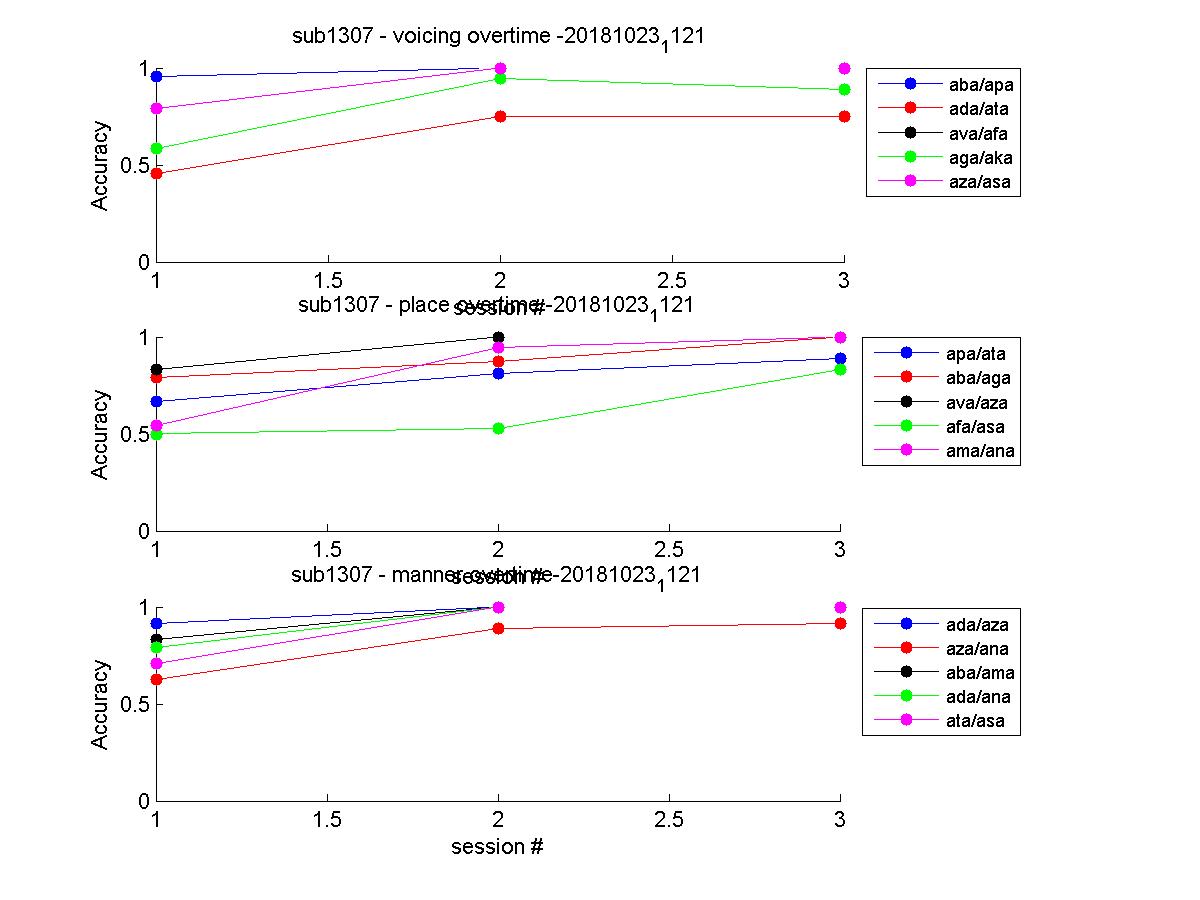 sub1307 - voicing overtime -20181023₁121
1
0.5
0
Accuracy
1 1.5 2 2.5 3
session #
aba/apa
ada/ata
ava/afa
aga/aka
aza/asa
sub1307 - place overtime -20181023₁121
1
0.5
0
Accuracy
1 1.5 2 2.5 3
session #
apa/ata
aba/aga
ava/aza
afa/asa
ama/ana
sub1307 - manner overtime -20181023₁121
1
0.5
0
Accuracy
1 1.5 2 2.5 3
session #
ada/aza
aza/ana
aba/ama
ada/ana
ata/asa